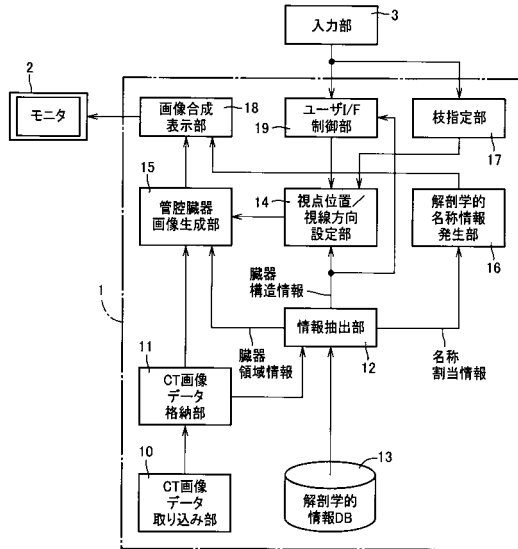 入力部
3
2
モニタ
画像合成
表示部
18
ユーザI/F
制御部
19
枝指定部
17
15
管腔臓器
画像生成部
14
視点位置/
視線方向
設定部
解剖学的
名称情報
発生部
16
臓器
構造情報
1
情報抽出部
12
臓器
領域情報
名称
割当情報
11
CT画像
データ
格納部
10
CT画像
データ
取り込み部
13
解剖学的
情報DB